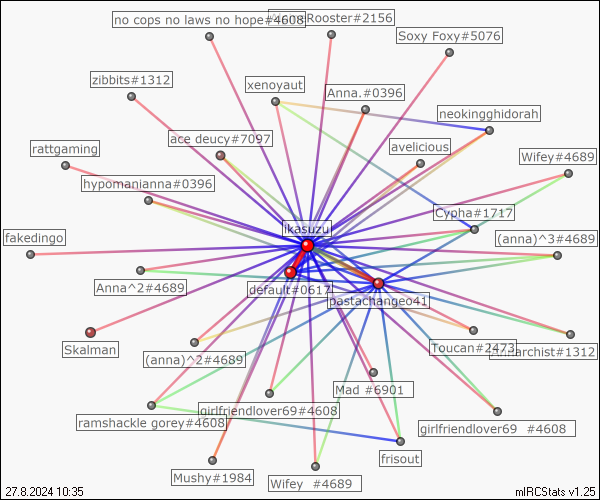 no cops no laws no hope#4608
Rooster#2156
Soxy Foxy#5076
zibbits#1312
xenoyaut
Anna.#0396
neokingghidorah
ace deucy#7097
avelicious
rattgaming
Wifey#4689
hypomanianna#0396
Cypha#1717
ikasuzu
fakedingo
(anna)^3#4689
Anna^2#4689
default#0617
pastachangeo41
Skalman
(anna)^2#4689
Toucan#2473
archist#1312
Mad #6901
girlfriendlover69#4608
ramshackle gorey#4608
girlfriendlover69 #4608
frisout
Mushy#1984
Wifey #4689
27.8.2024 10:35
mIRCStats v1.25